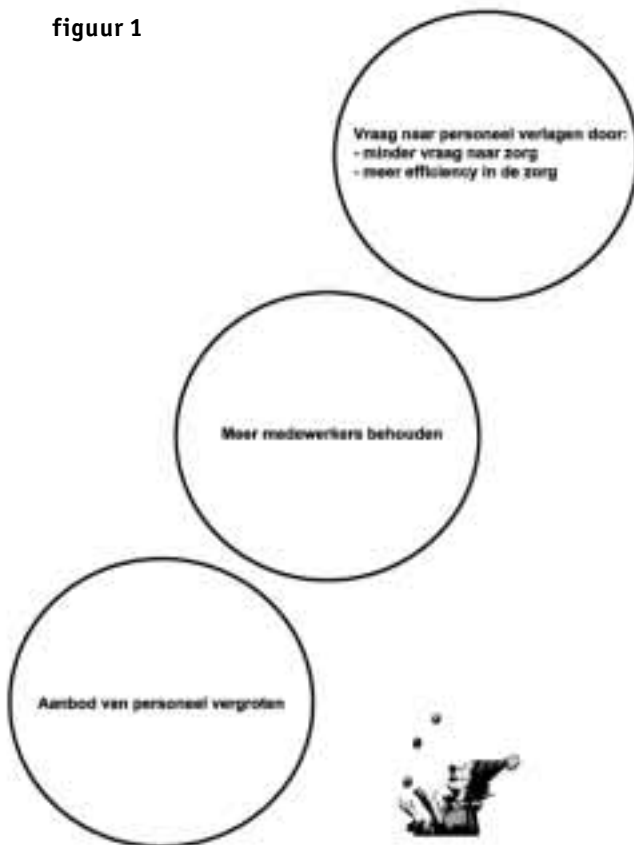 figuur 1
Vraag naar personeel verlagen door:
- minder vraag naar zorg
- meer efficiency in de zorg
Meer medewerkers behouden
Aanbod van personeel vergroten